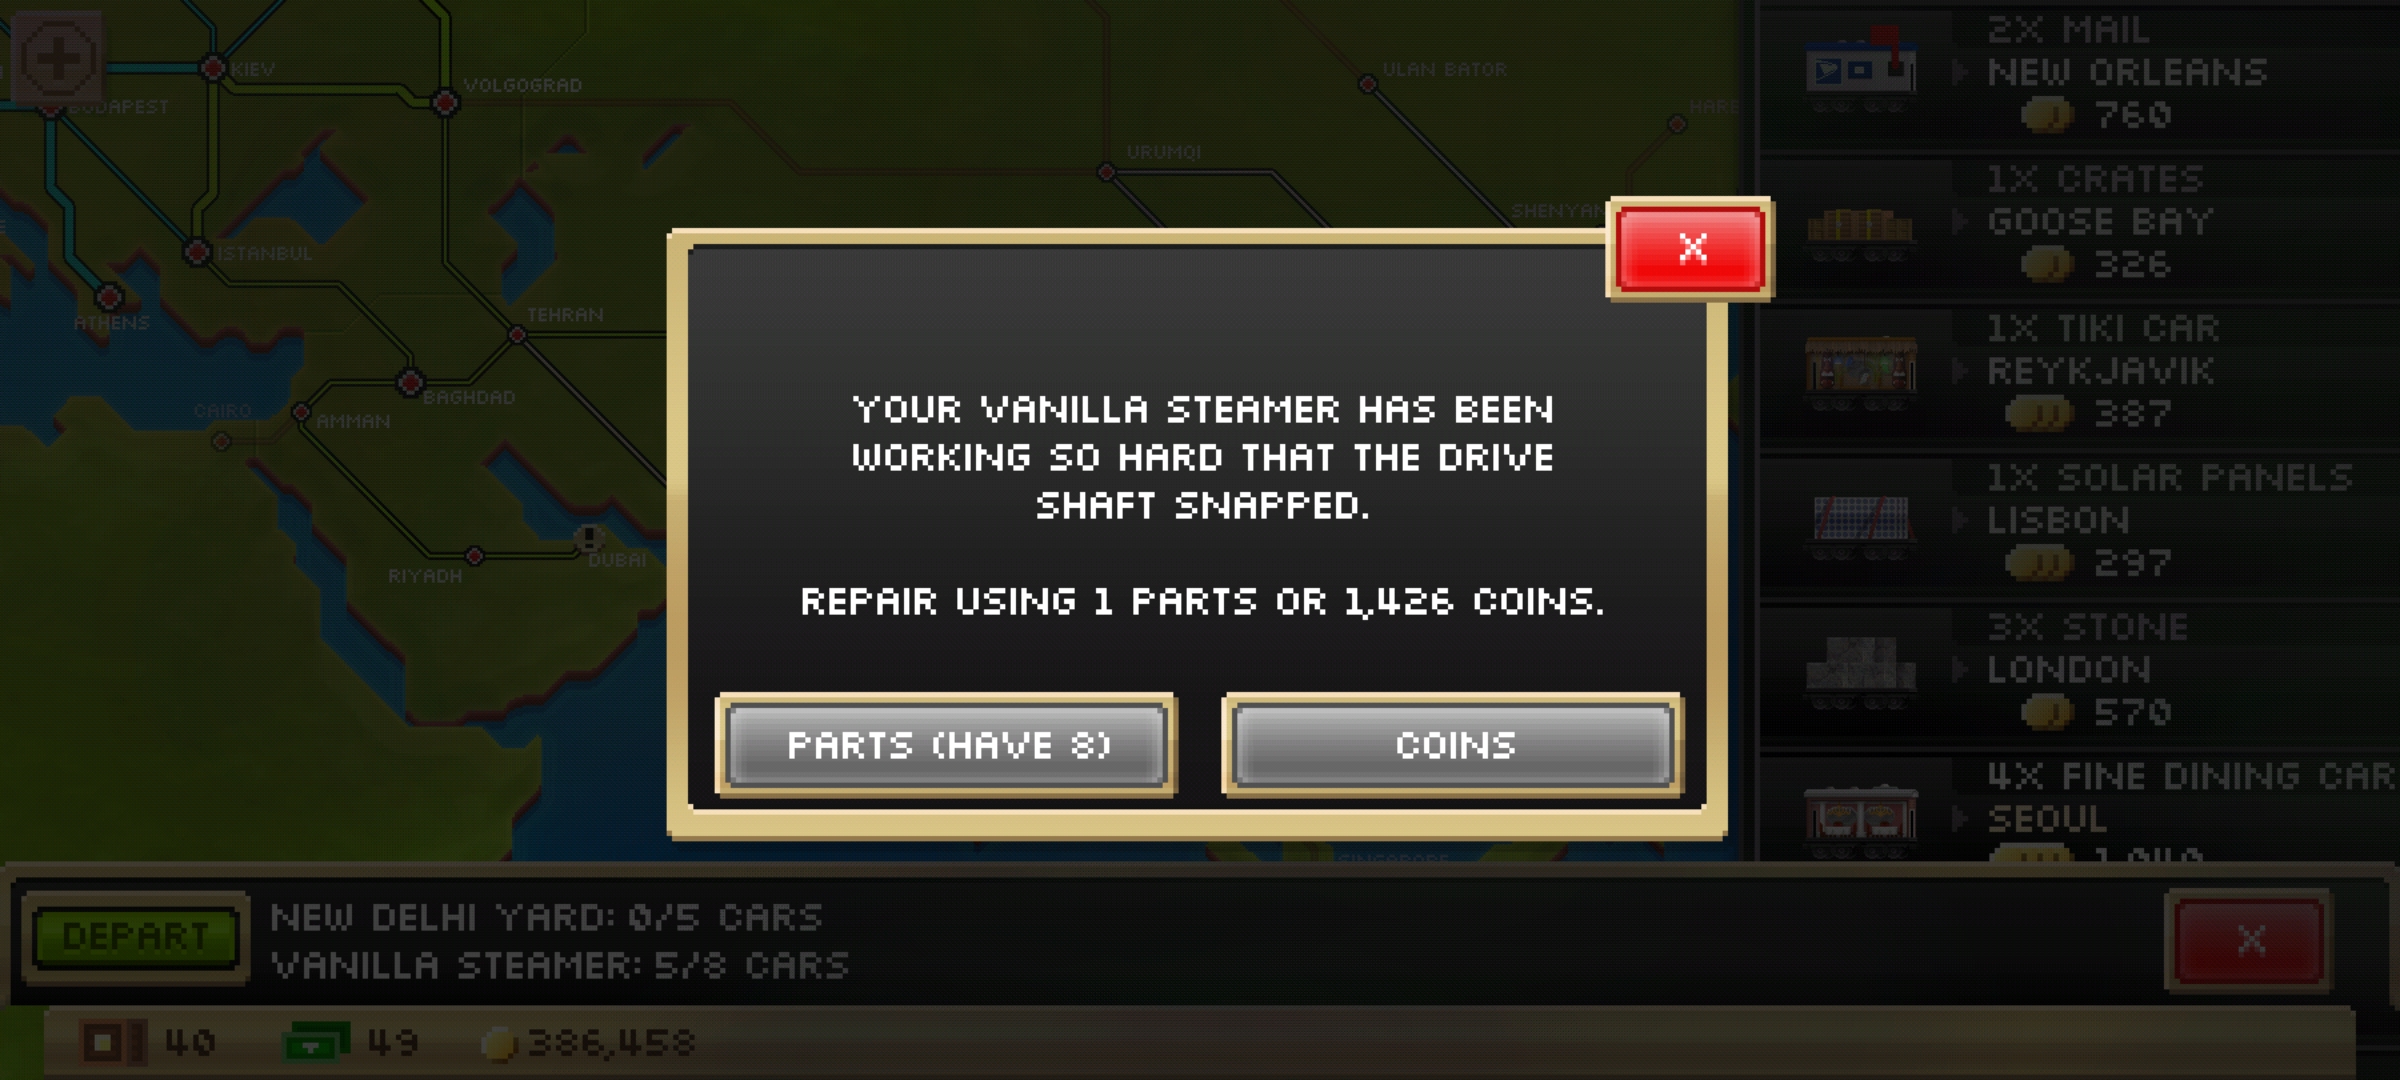 KIEV
BUDAPEST
VOLGOGRAD
ULAN BATOR
URUMQI
ISTANBUL
ATHENS
TEHRAN
BAGHDAD
CAIRO
AMMAN
RIYADH
DUBAI
SINGAPORE
X
YOUR VANILLA STEAMER HAS BEEN
WORKING SO HARD THAT THE DRIVE
SHAFT SNAPPED.
REPAIR USING 1 PARTS OR 1,426 COINS.
PARTS (HAVE 8)
COINS
2X MAIL
NEW ORLEANS
760
1X CRATES
GOOSE BAY
326
1X TIKI CAR
REYKJAVIK
387
1X SOLAR PANELS
LISBON
297
3X STONE
LONDON
570
4X FINE DINING CAR
SEOUL
1,040
DEPART
NEW DELHI YARD: 0/5 CARS
VANILLA STEAMER: 5/8 CARS
X
40
49
386,458